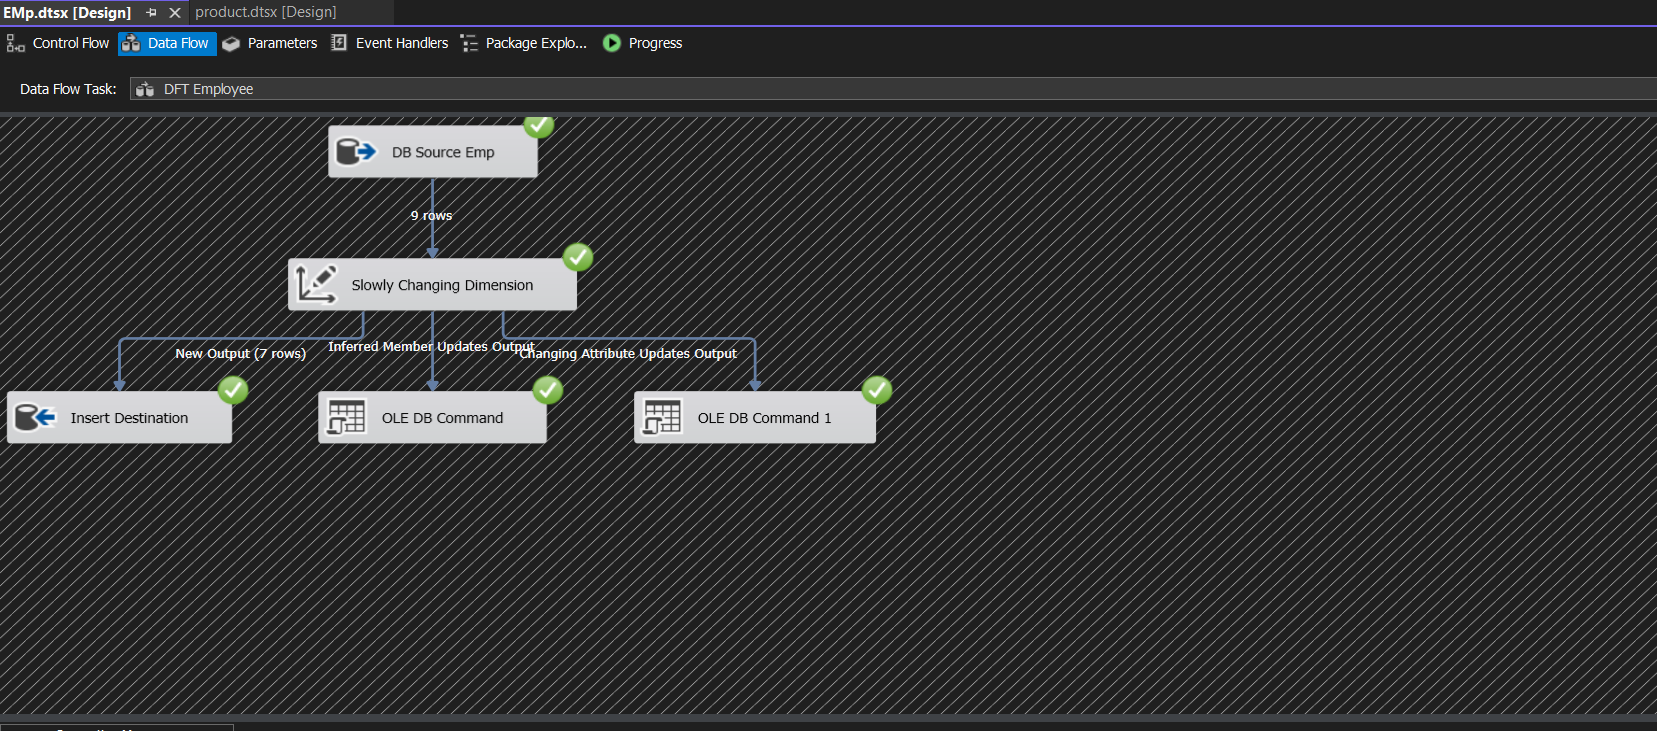 EMp.dtsx [Design]
product.dtsx [Design]
Control Flow
Data Flow
Parameters
Event Handlers
Package Explo...
Progress
Data Flow Task:
DFT Employee
DB Source Emp
9 rows
Slowly Changing Dimension
New Output (7 rows)
Inferred Member Updates Output
Changing Attribute Updates Output
Insert Destination
OLE DB Command
OLE DB Command 1